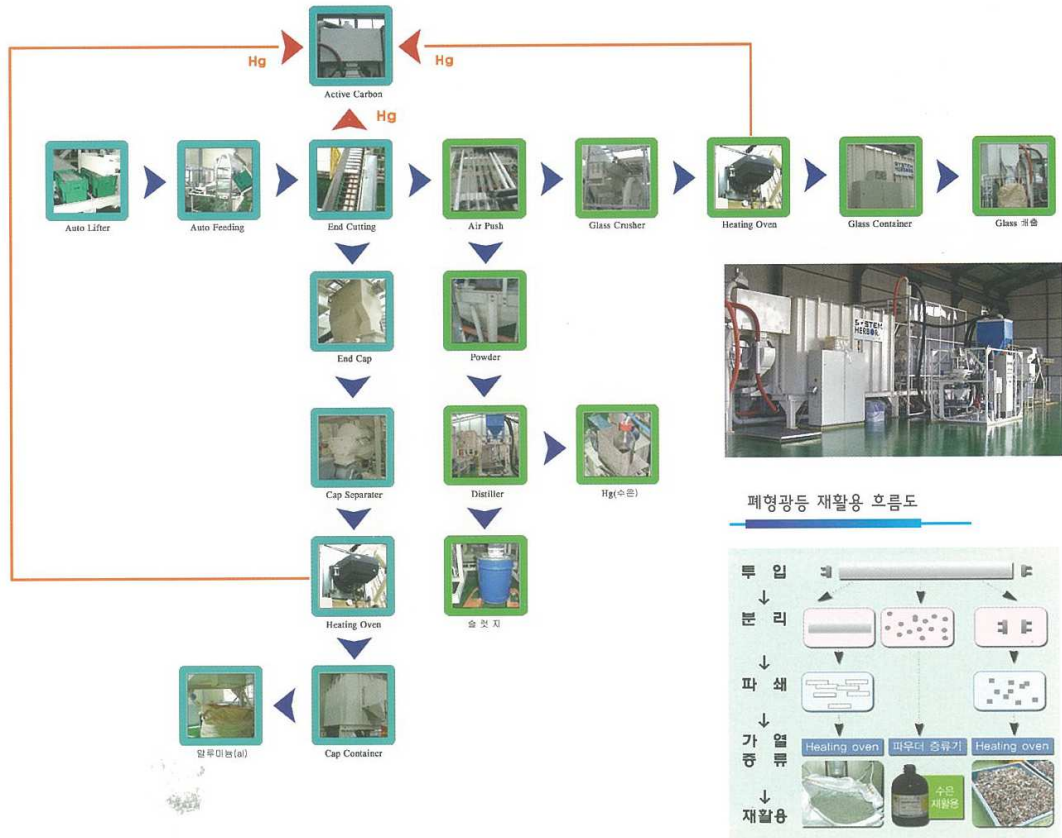 Hg
Hg
Active Carbon
Hg
Auto Lifter
Auto Feeding
End Cutting
Air Push
Glass Crusher
Heating Oven
Glass Container
Glass 배출
End Cap
Powder
SYSTEM
HERBOR
Cap Separater
Distiller
Hg(수은)
폐형광등 재활용 흐름도
Heating Oven
슬럿지
알루미늄(al)
Cap Container
투입
↓
분리
↓
파쇄
↓
가열
증류
Heating oven
파우더 증류기
Heating oven
↓
재활용
수은
재활용